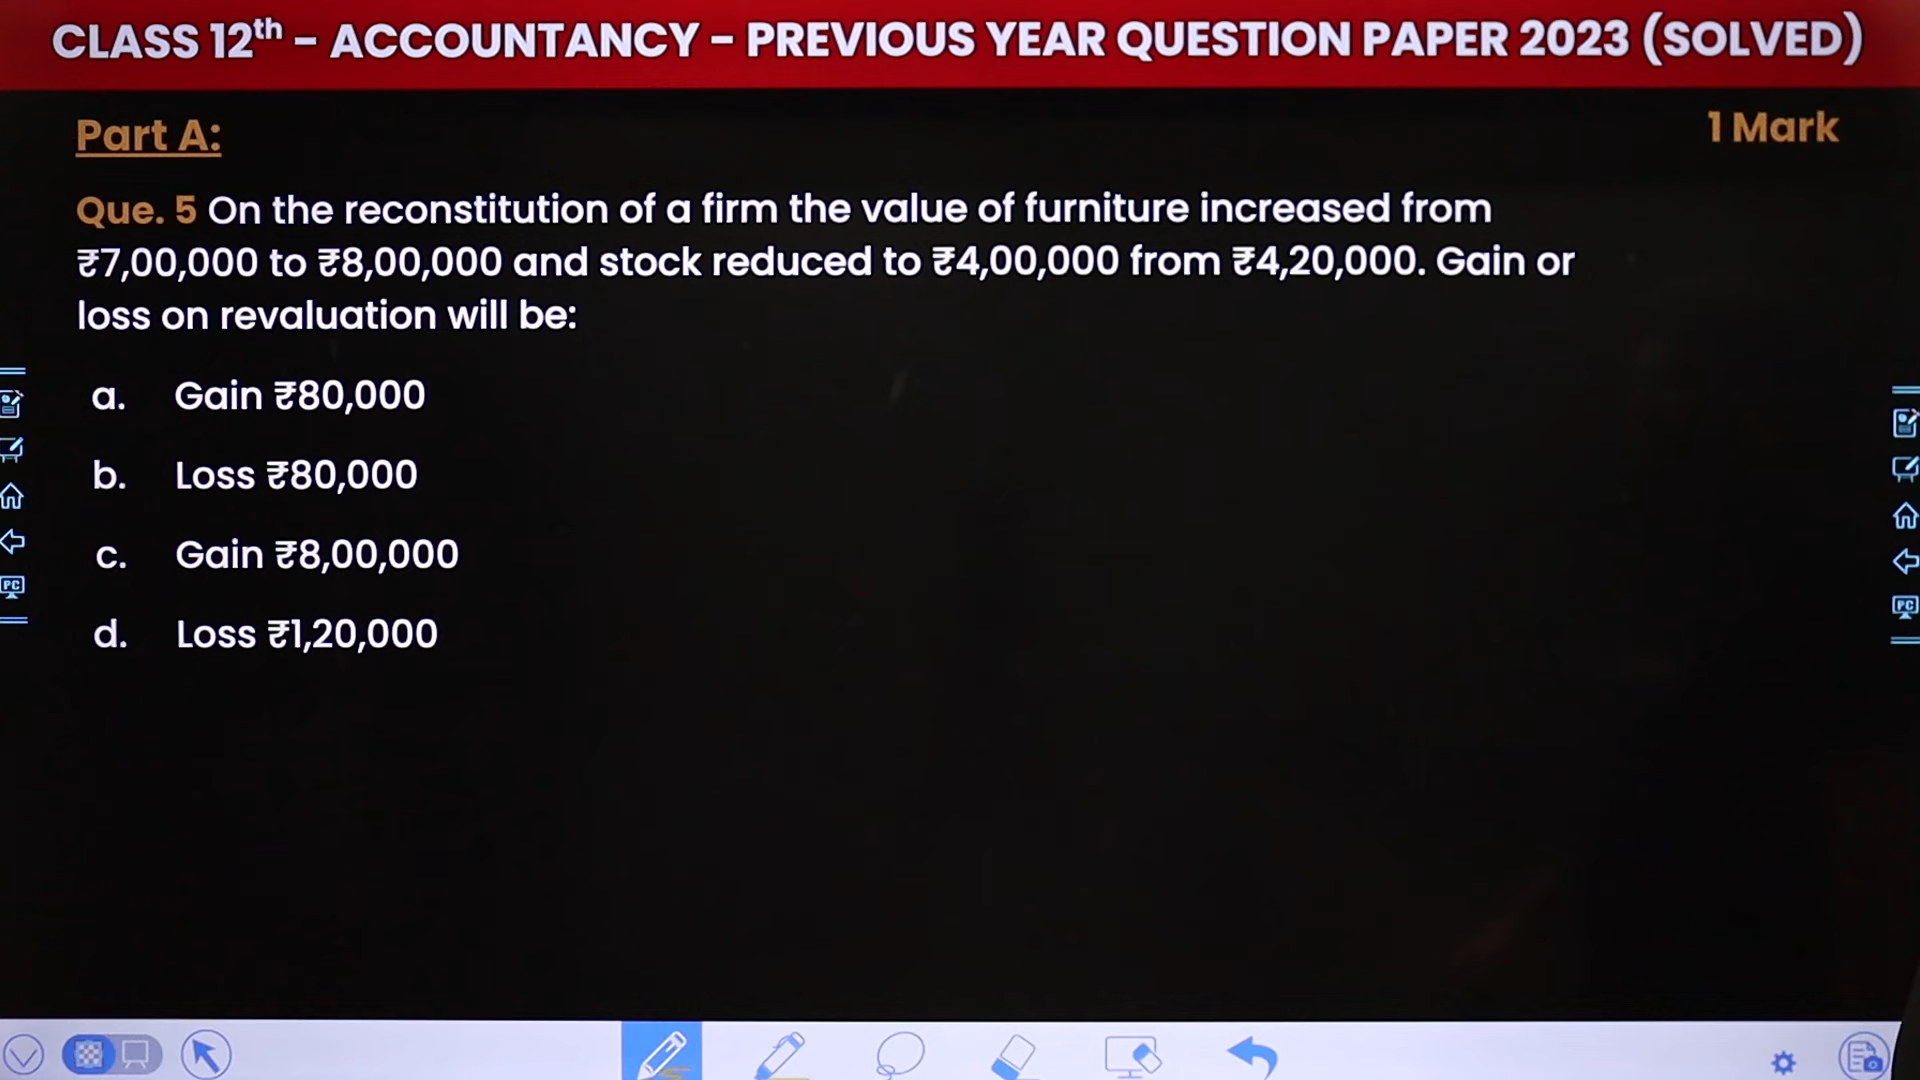 CLASS 12th – ACCOUNTANCY – PREVIOUS YEAR QUESTION PAPER 2023 (SOLVED)
Part A:
1 Mark
Que. 5 On the reconstitution of a firm the value of furniture increased from
₹7,00,000 to ₹8,00,000 and stock reduced to ₹4,00,000 from ₹4,20,000. Gain or
loss on revaluation will be:
a. Gain ₹80,000
b. Loss ₹80,000
c. Gain ₹8,00,000
d. Loss ₹1,20,000
PC
PC